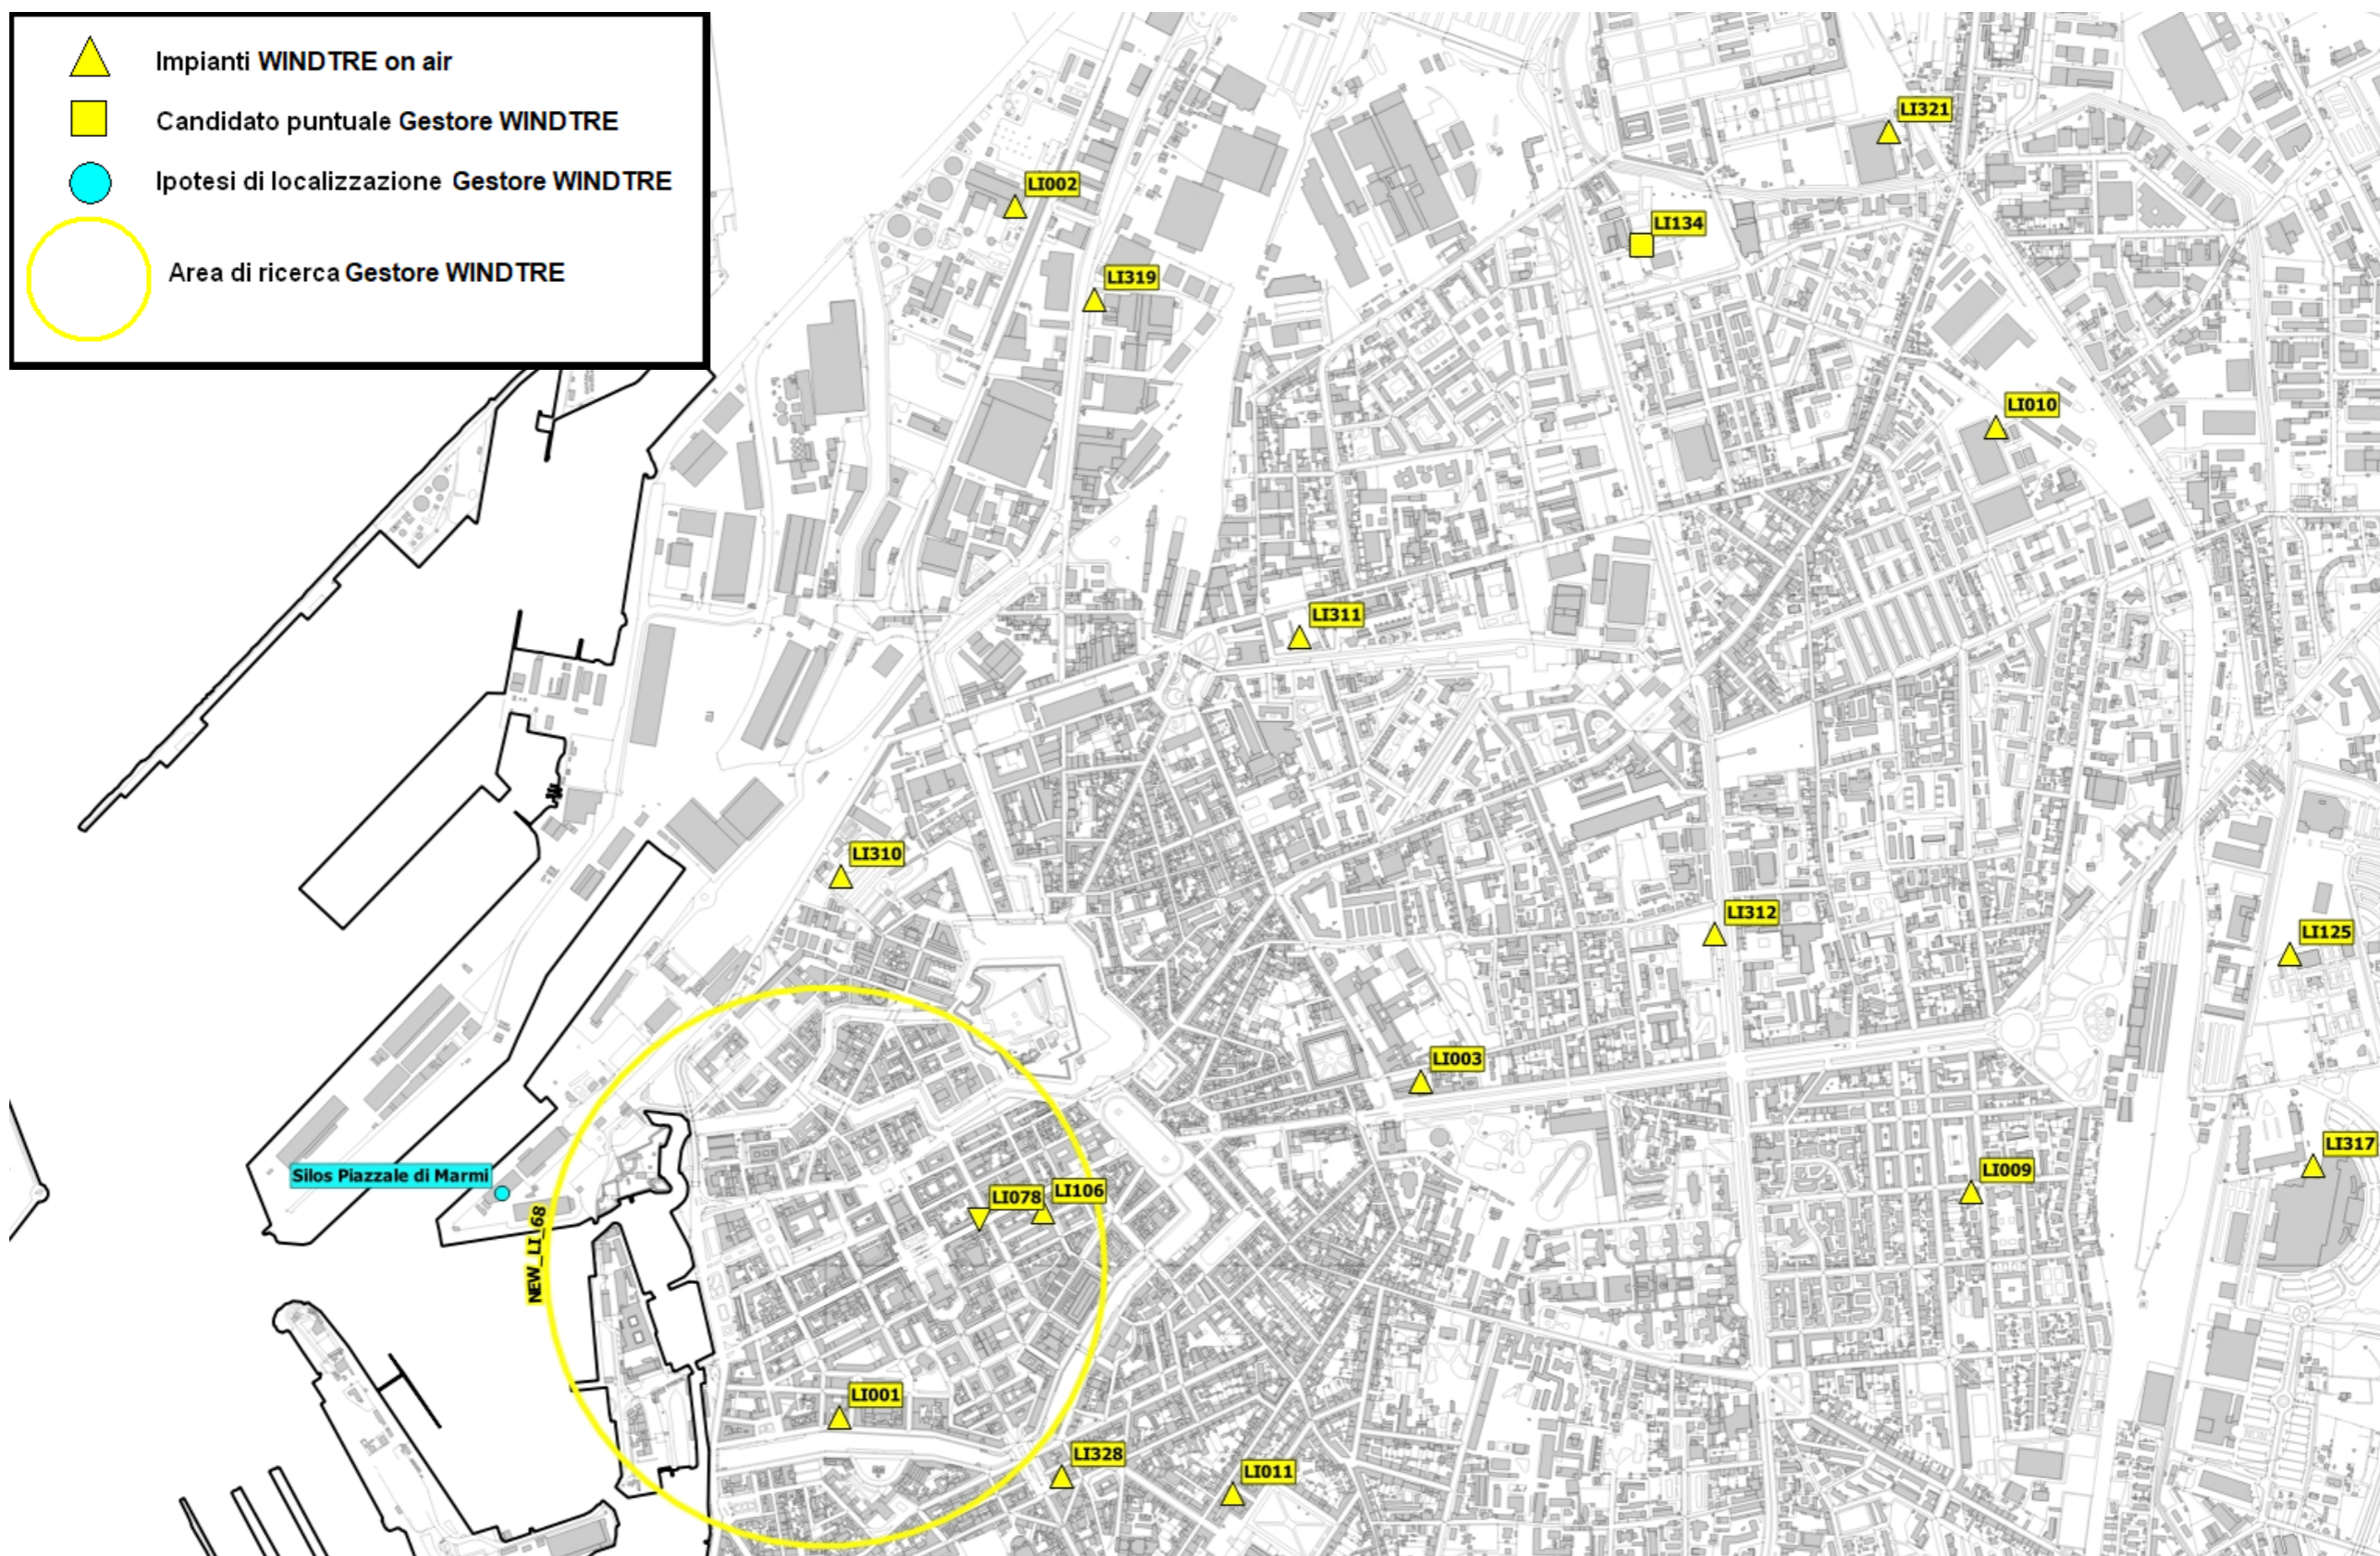 Impianti WINDTRE on air
Candidato puntuale Gestore WINDTRE
Ipotesi di localizzazione Gestore WINDTRE
Area di ricerca Gestore WINDTRE
LI321
LI002
LI134
LI319
LI010
LI311
LI310
LI312
LI125
LI003
LI317
Silos Piazzale di Marmi
LI009
LI078
LI106
NEW_LI_68
LI001
LI328
LI011